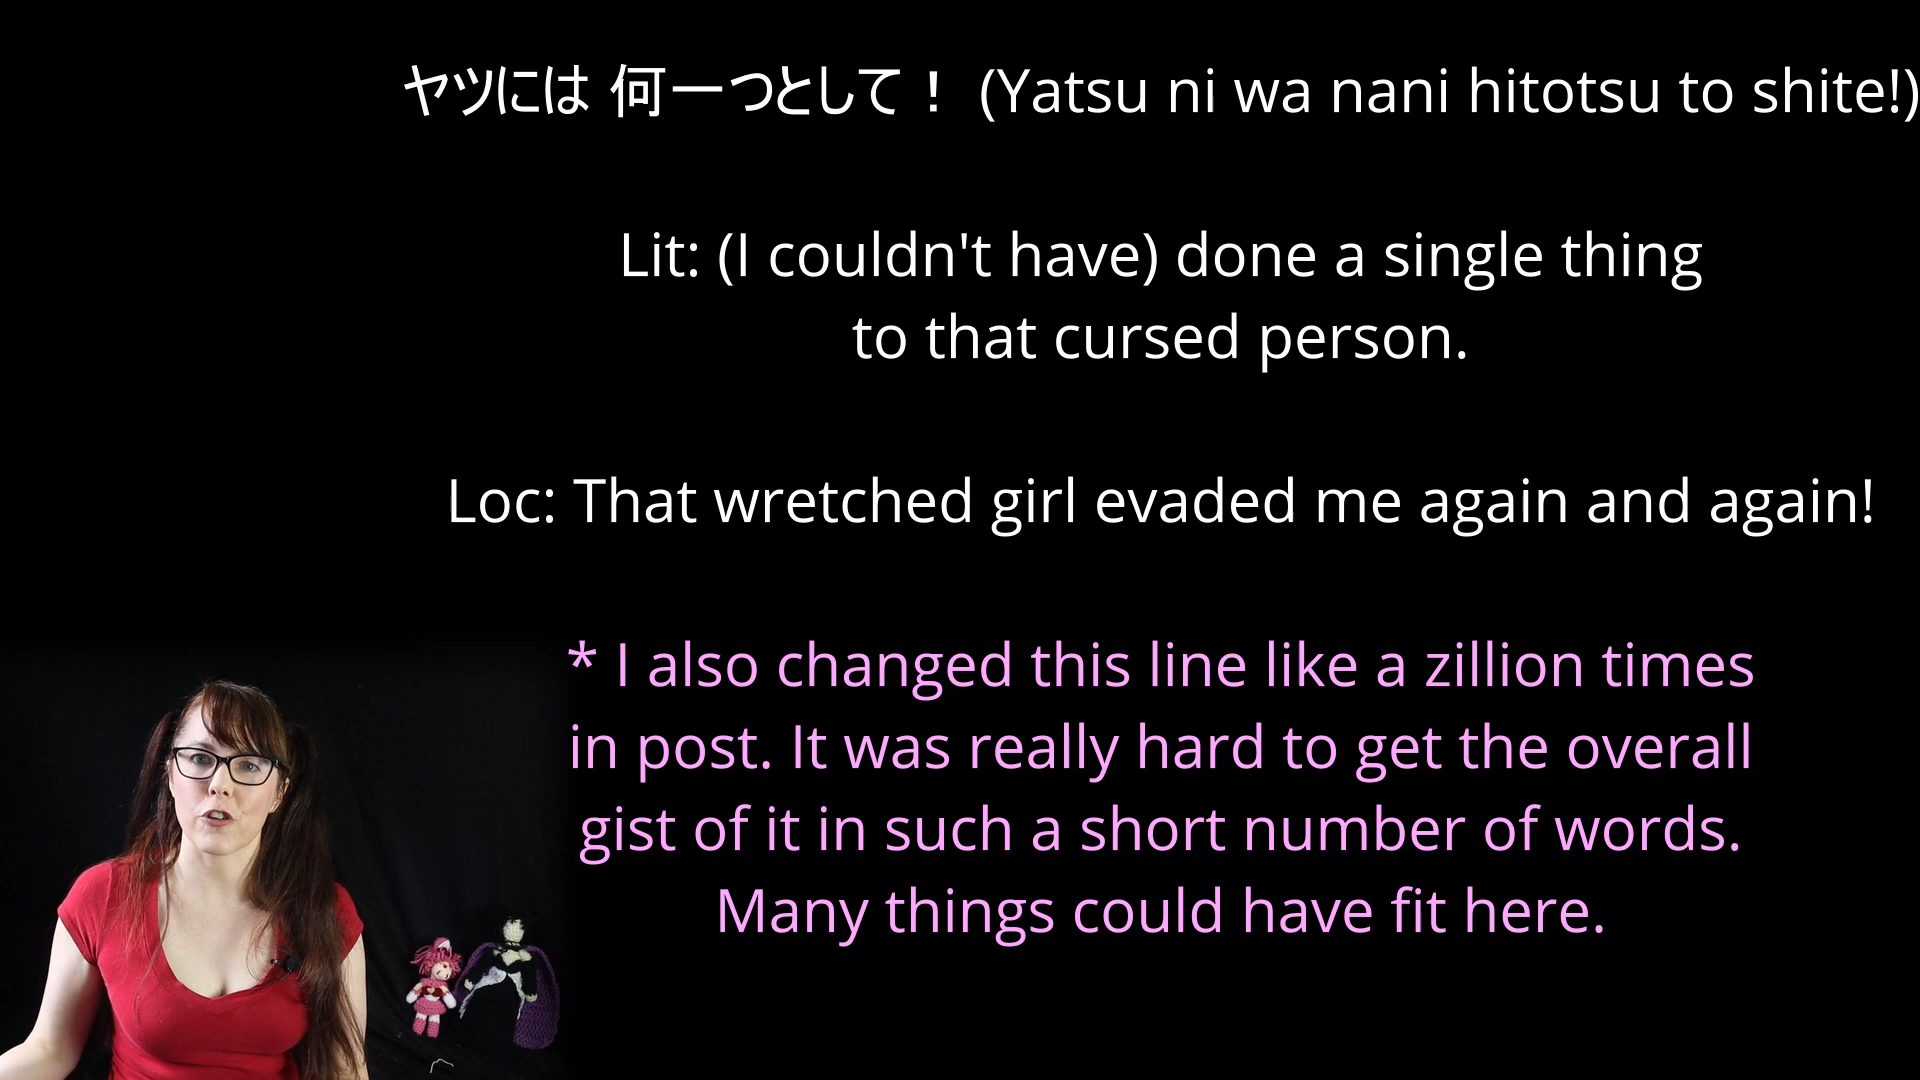 ヤツには 何一つとして！ (Yatsu ni wa nani hitotsu to shite!)
Lit: (I couldn't have) done a single thing
to that cursed person.
Loc: That wretched girl evaded me again and again!
* I also changed this line like a zillion times
in post. It was really hard to get the overall
gist of it in such a short number of words.
Many things could have fit here.